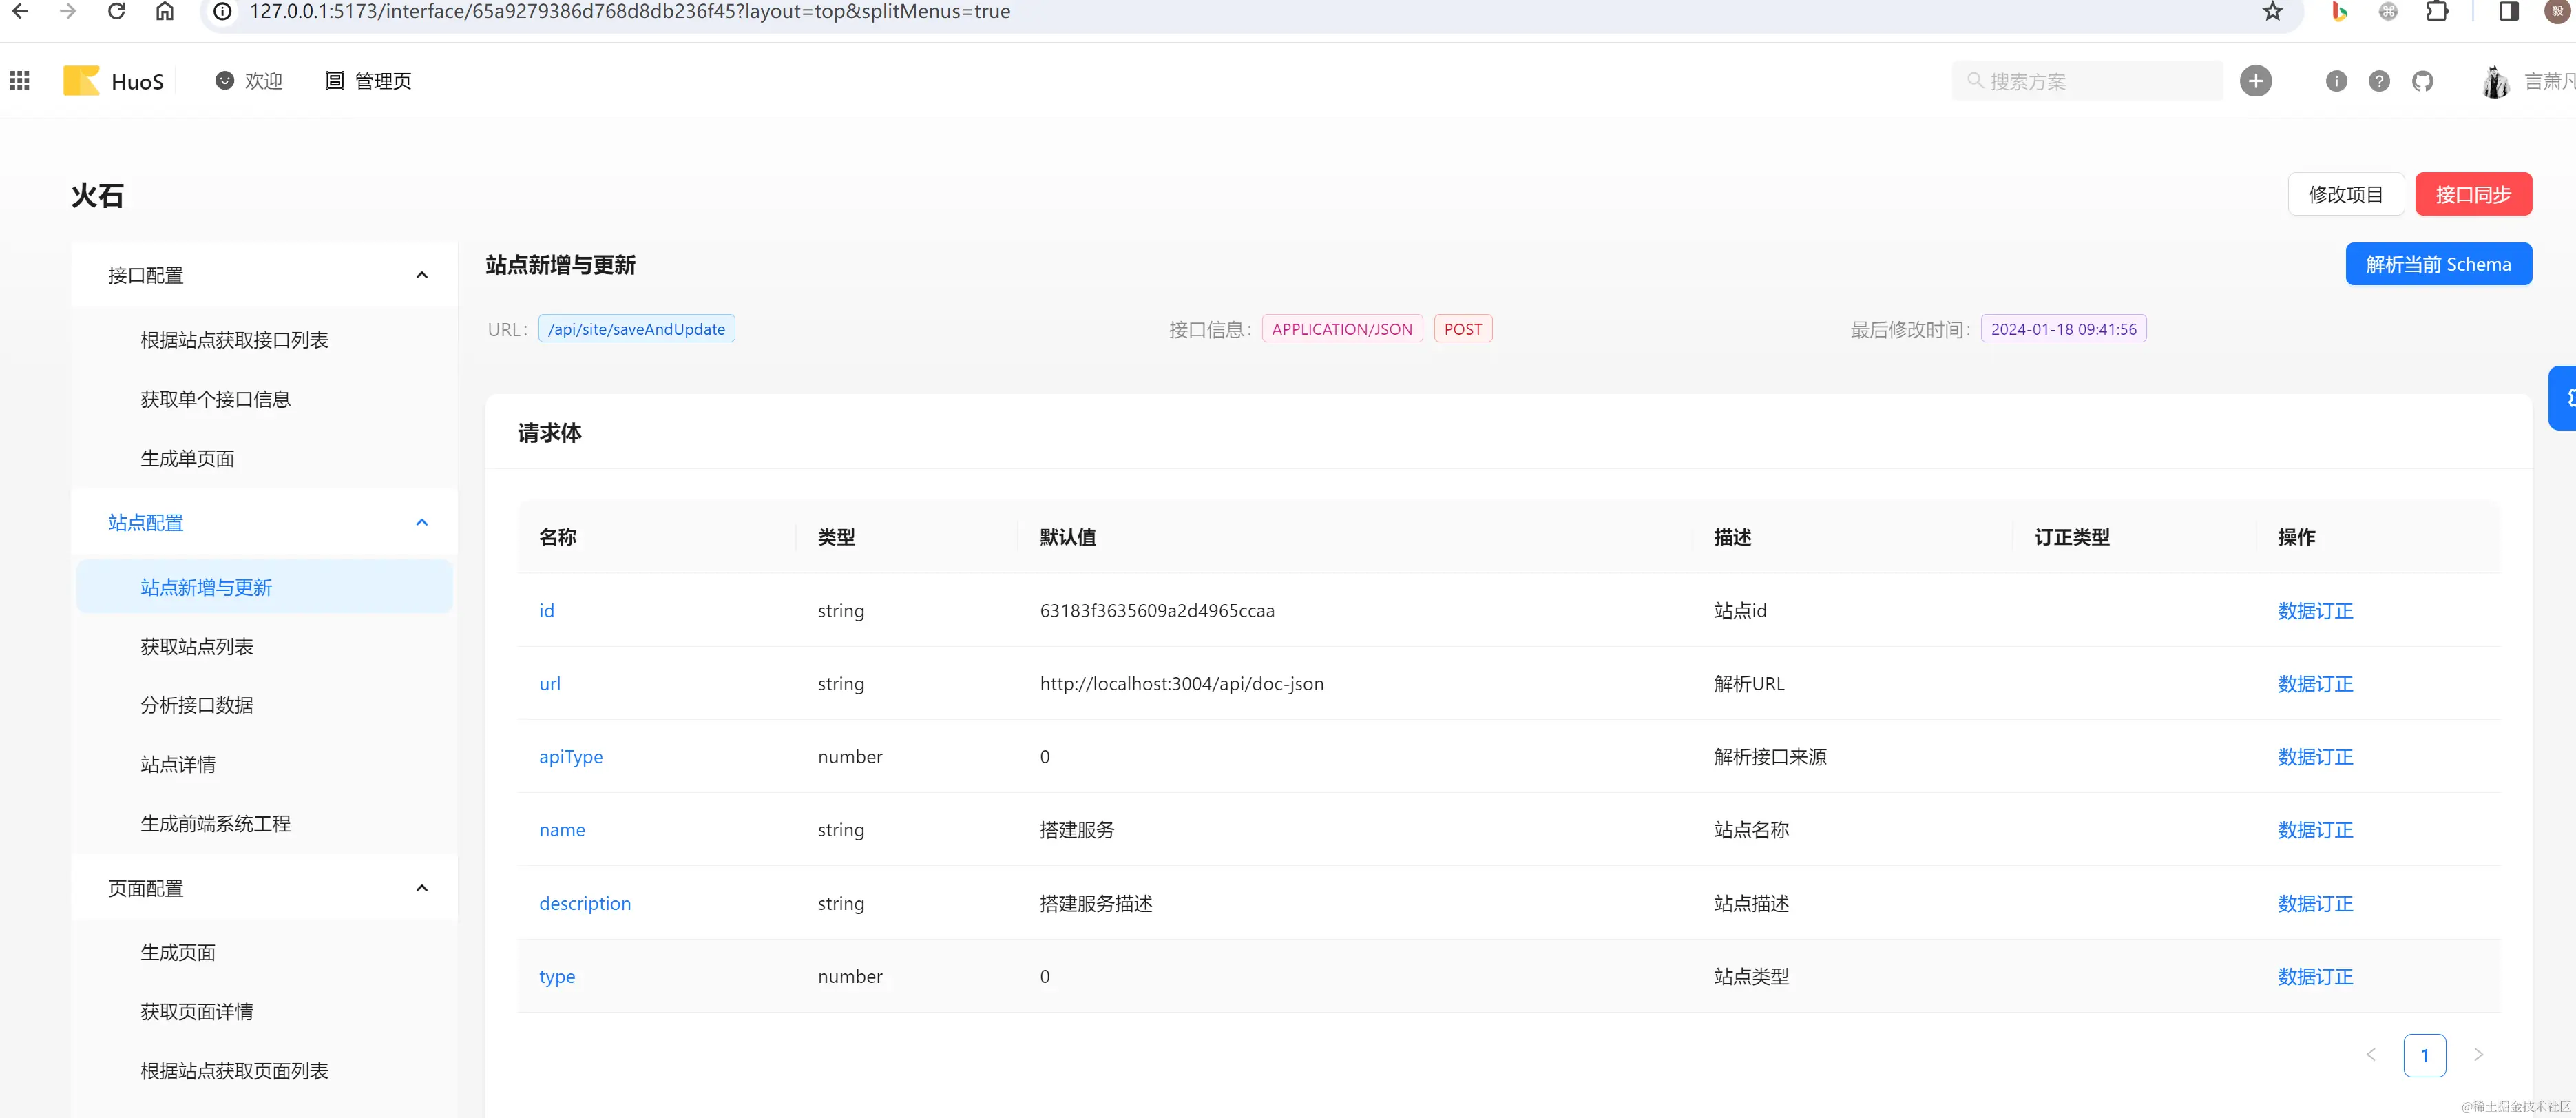 127.0.0.1:5173/interface/65a9279386d768d8db236f45?layout=top&splitMenus=true
HuoS 欢迎 管理页 搜索方案 言萧凡
火石 修改项目 接口同步
接口配置
根据站点获取接口列表
获取单个接口信息
生成单页面
站点配置
站点新增与更新
获取站点列表
分析接口数据
站点详情
生成前端系统工程
页面配置
生成页面
获取页面详情
根据站点获取页面列表
站点新增与更新 解析当前 Schema
URL: /api/site/saveAndUpdate 接口信息: APPLICATION/JSON POST 最后修改时间: 2024-01-18 09:41:56
请求体
名称 类型 默认值 描述 订正类型 操作
id string 63183f3635609a2d4965ccaa 站点id 数据订正
url string http://localhost:3004/api/doc-json 解析URL 数据订正
apiType number 0 解析接口来源 数据订正
name string 搭建服务 站点名称 数据订正
description string 搭建服务描述 站点描述 数据订正
type number 0 站点类型 数据订正
1
@稀土掘金技术社区